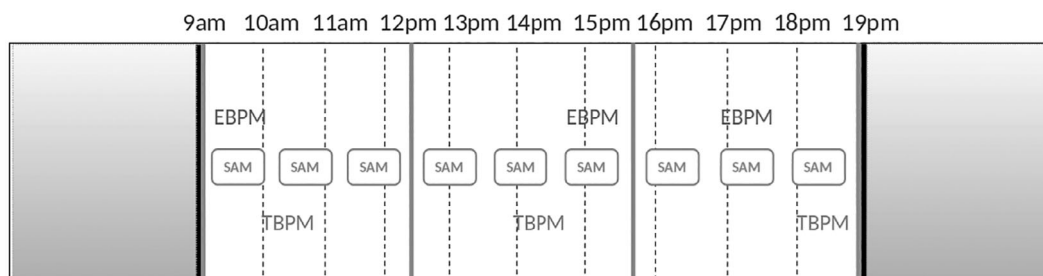 9am 10am 11am 12pm 13pm 14pm 15pm 16pm 17pm 18pm 19pm
EBPM EBPM EBPM
SAM SAM SAM SAM SAM SAM SAM SAM SAM
TBPM TBPM TBPM